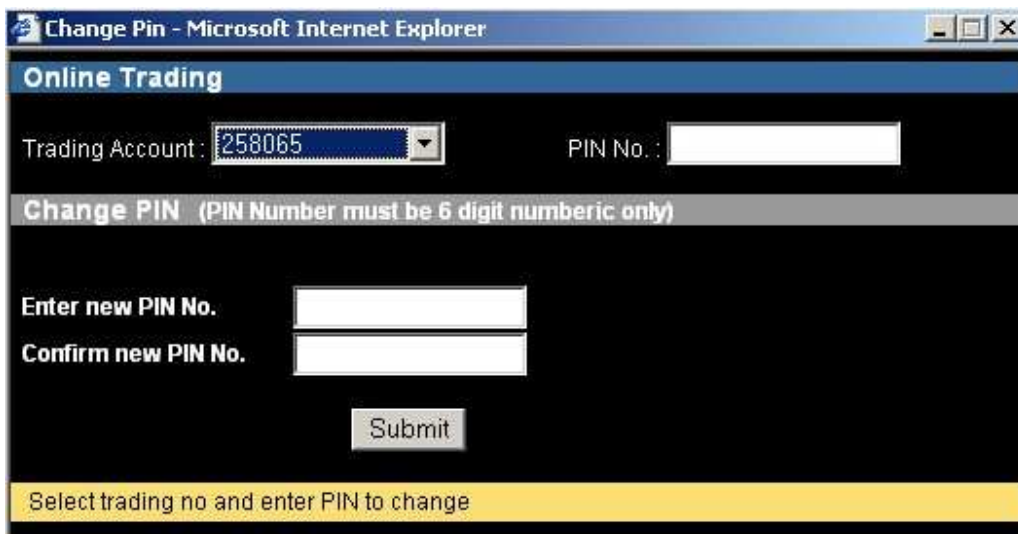 Change Pin - Microsoft Internet Explorer
Online Trading
Trading Account : 258065 PIN No. :
Change PIN (PIN Number must be 6 digit numberic only)
Enter new PIN No.
Confirm new PIN No.
Submit
Select trading no and enter PIN to change